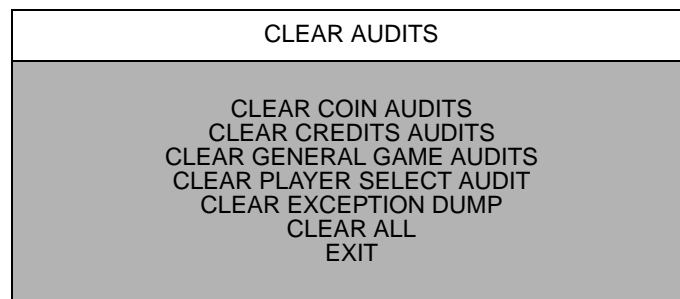 CLEAR AUDITS
CLEAR COIN AUDITS
CLEAR CREDITS AUDITS
CLEAR GENERAL GAME AUDITS
CLEAR PLAYER SELECT AUDIT
CLEAR EXCEPTION DUMP
CLEAR ALL
EXIT